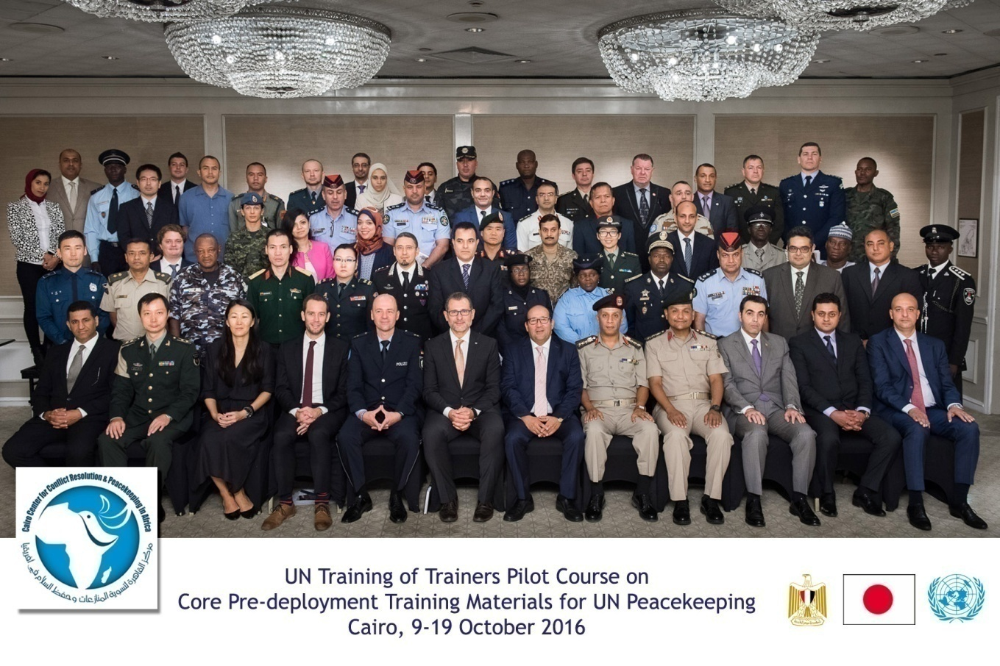 Cairo Center for Conflict Resolution & Peacekeeping in Africa
مركز القاهرة لتسوية المنازعات وحفظ السلام في أفريقيا
POLIZEI
UN Training of Trainers Pilot Course on
Core Pre-deployment Training Materials for UN Peacekeeping
Cairo, 9-19 October 2016